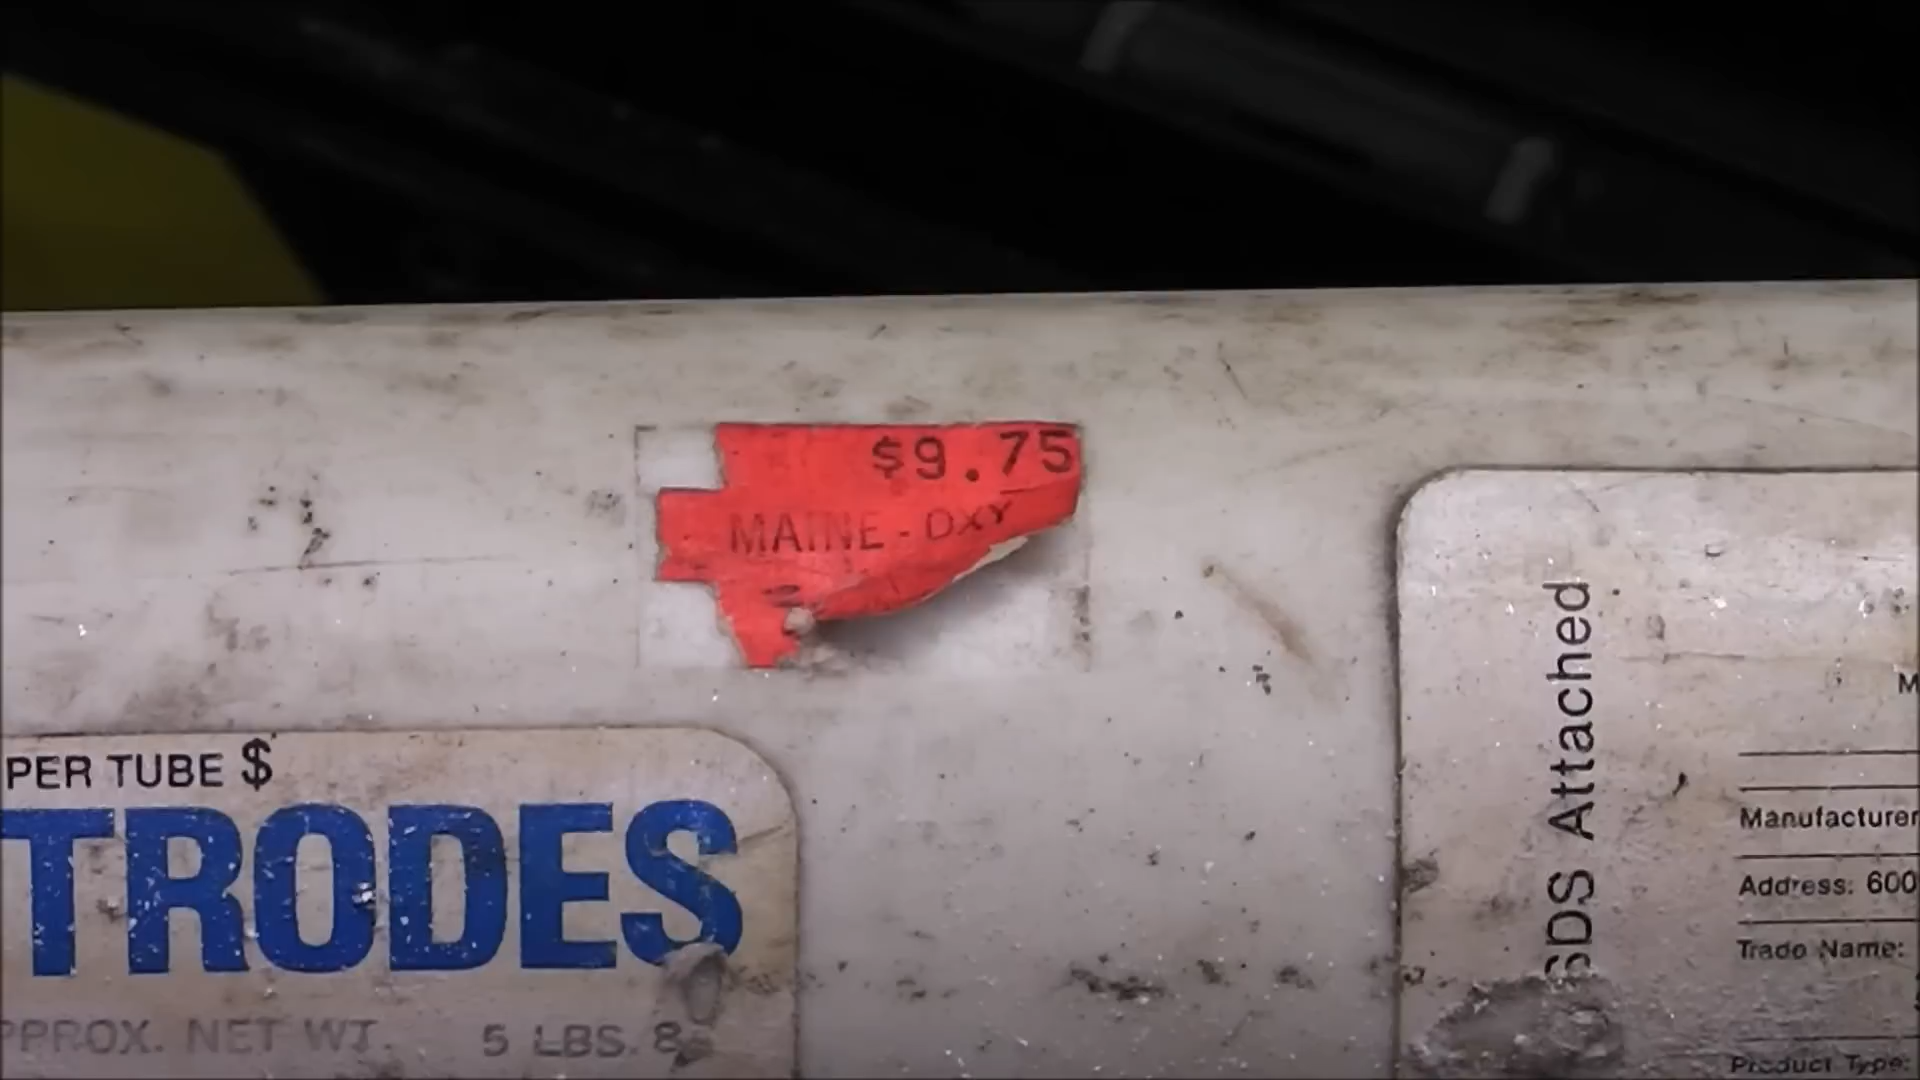 $9.75
MAINE - OXY
PER TUBE $
TRODES
PPROX. NET WT. 5 LBS. 8
SDS Attached
M
Manufacturer
Address: 600
Trade Name:
Product Type: